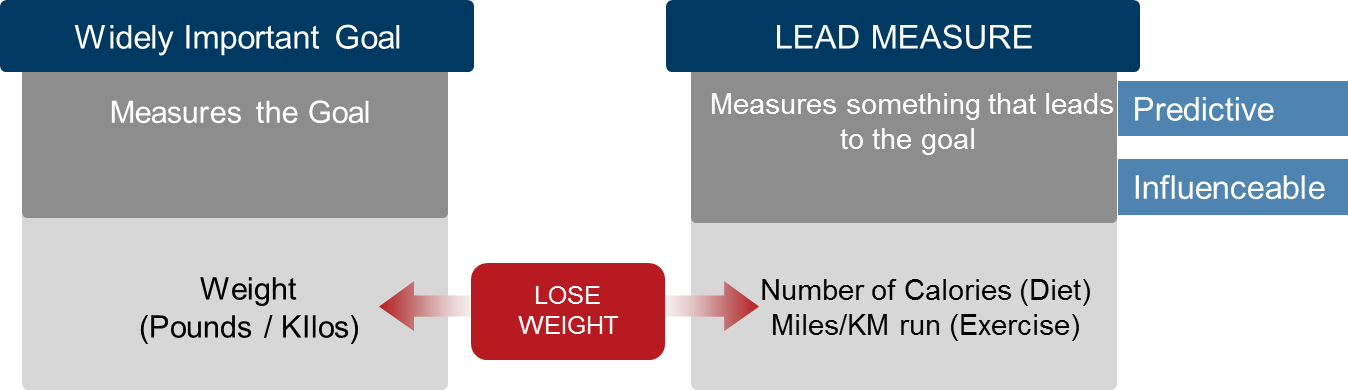 Widely Important Goal
Measures the Goal
Weight
(Pounds / KIlos)
LOSE
WEIGHT
LEAD MEASURE
Measures something that leads
to the goal
Predictive
Influenceable
Number of Calories (Diet)
Miles/KM run (Exercise)